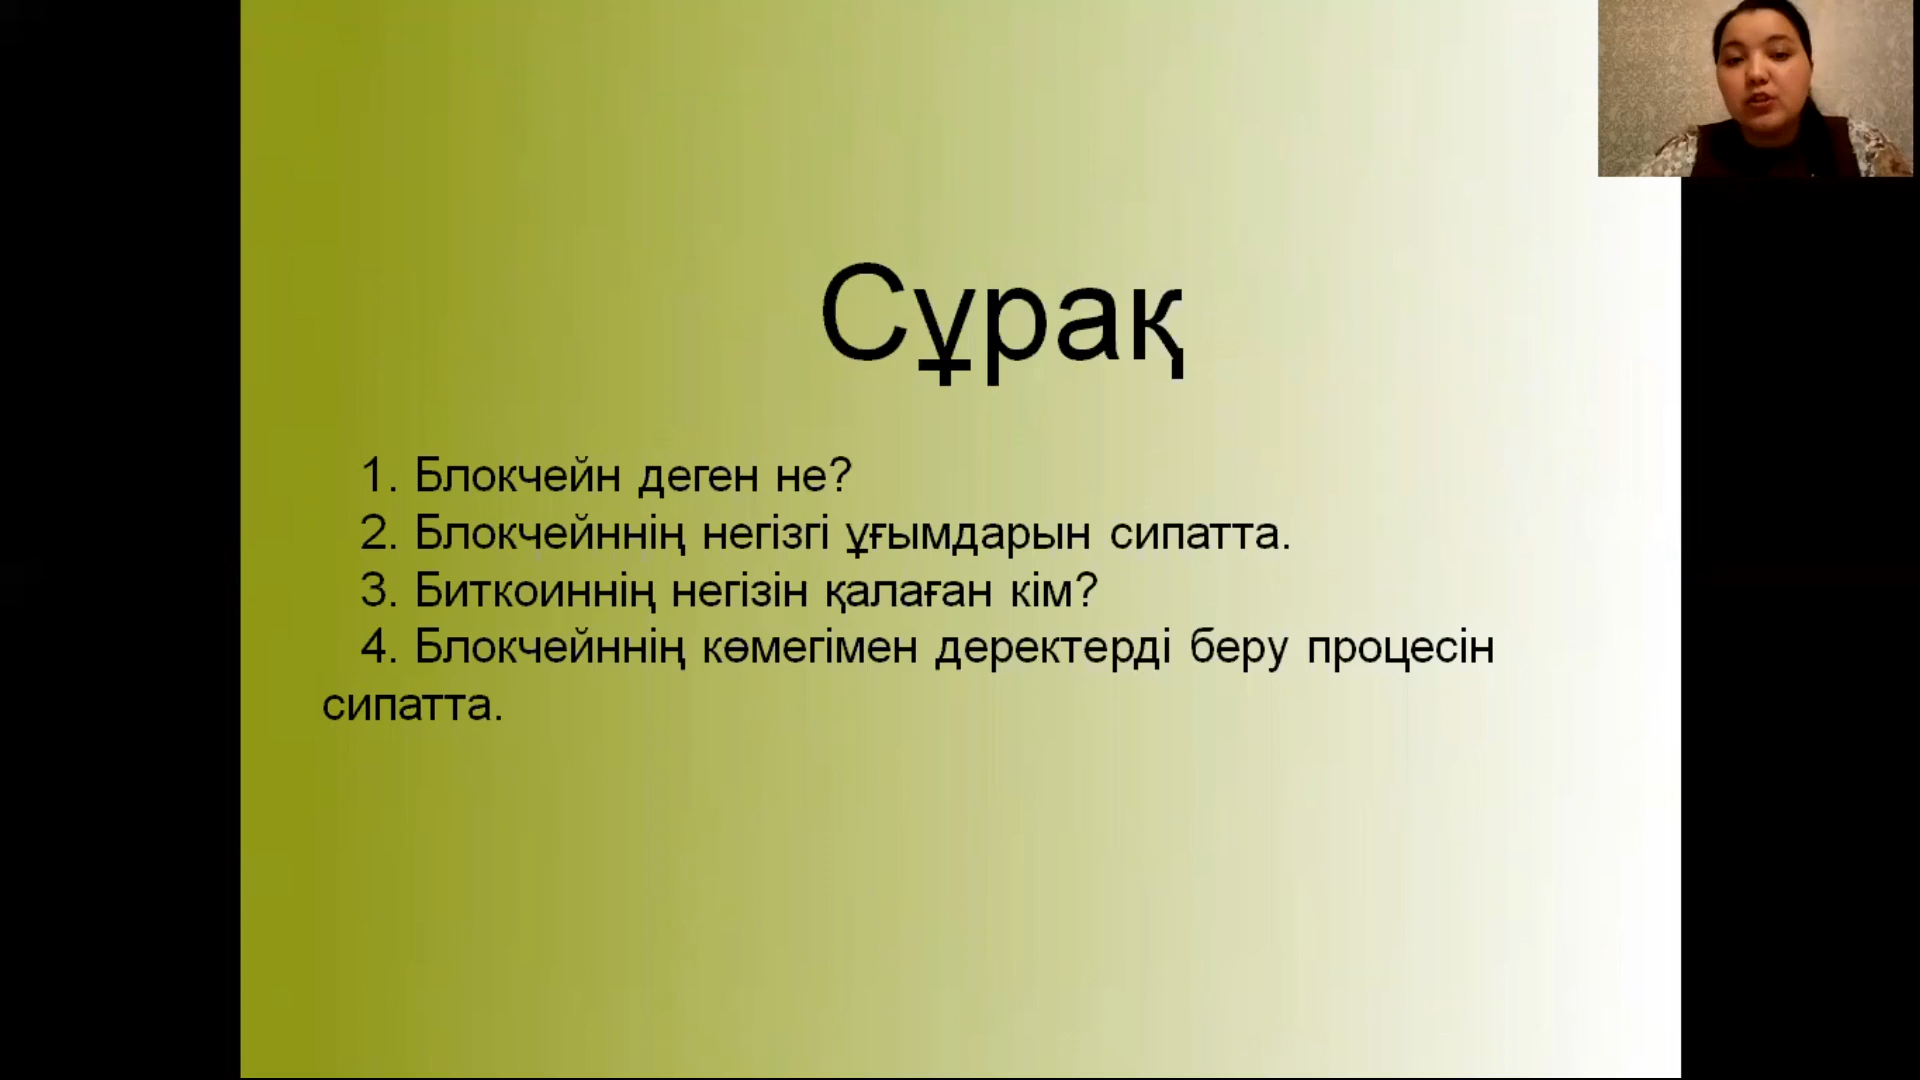 Сұрақ
1. Блокчейн деген не?
2. Блокчейннің негізгі ұғымдарын сипатта.
3. Биткоиннің негізін қалаған кім?
4. Блокчейннің көмегімен деректерді беру процесін
сипатта.